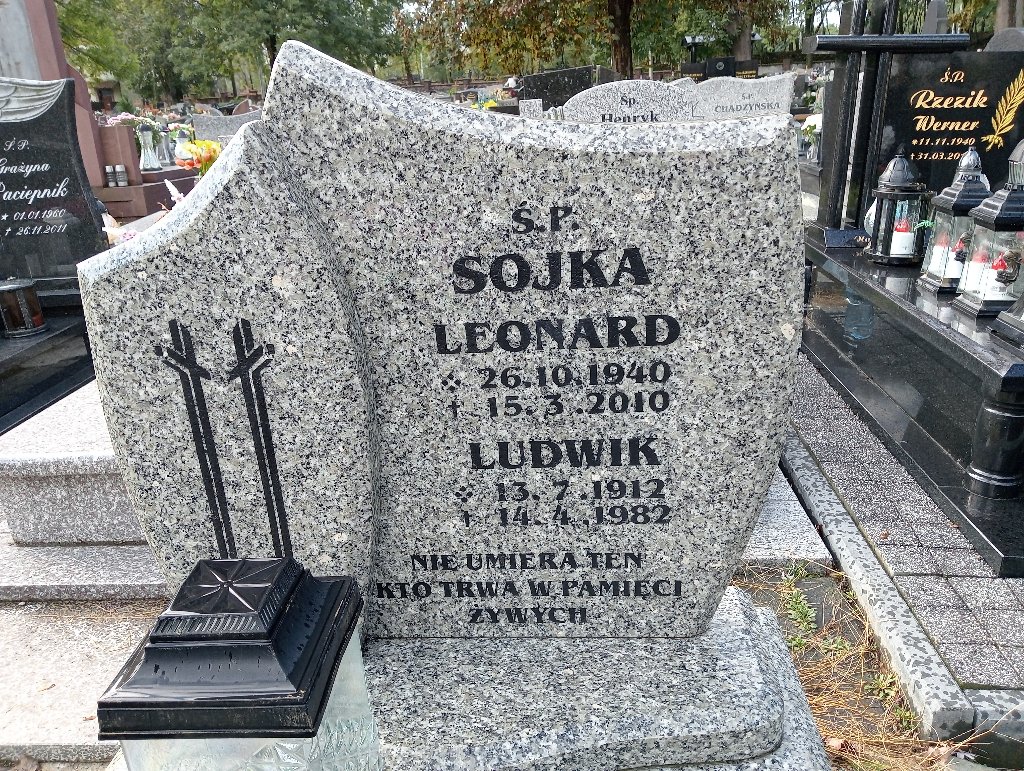 Ś.P.
SOJKA
LEONARD
26.10.1940
† 15.3.2010
LUDWIK
13.7.1912
† 14.4.1982
NIE UMIERA TEN
KTO TRWA W PAMIĘCI
ŻYWYCH
Ś.P.
Grażyna
Paciepnik
* 01.01.1960
† 26.11.2011
Śp.
Henryk
Ś.P.
CHĄDZYŃSKA
Ś.P.
Rzezik
Werner
* 11.11.1940
† 31.03.